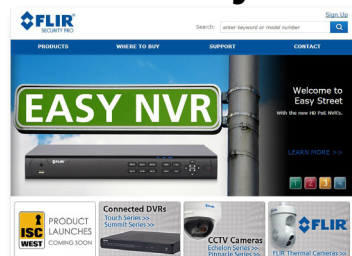 Sign Up
FLIR
SECURITY PRO
Search: enter keyword or model number
PRODUCTS WHERE TO BUY SUPPORT CONTACT
EASY NVR
Welcome to
Easy Street
With the new HD PoE NVR's.
LEARN MORE >>
1 2 3 4
FLIR
ISC
WEST
PRODUCT
LAUNCHES
COMING SOON
Connected DVRs
Touch Series >>
Summit Series >>
CCTV Cameras
Echelon Series >>
Pinnacle Series >>
FLIR
FLIR Thermal Cameras >>